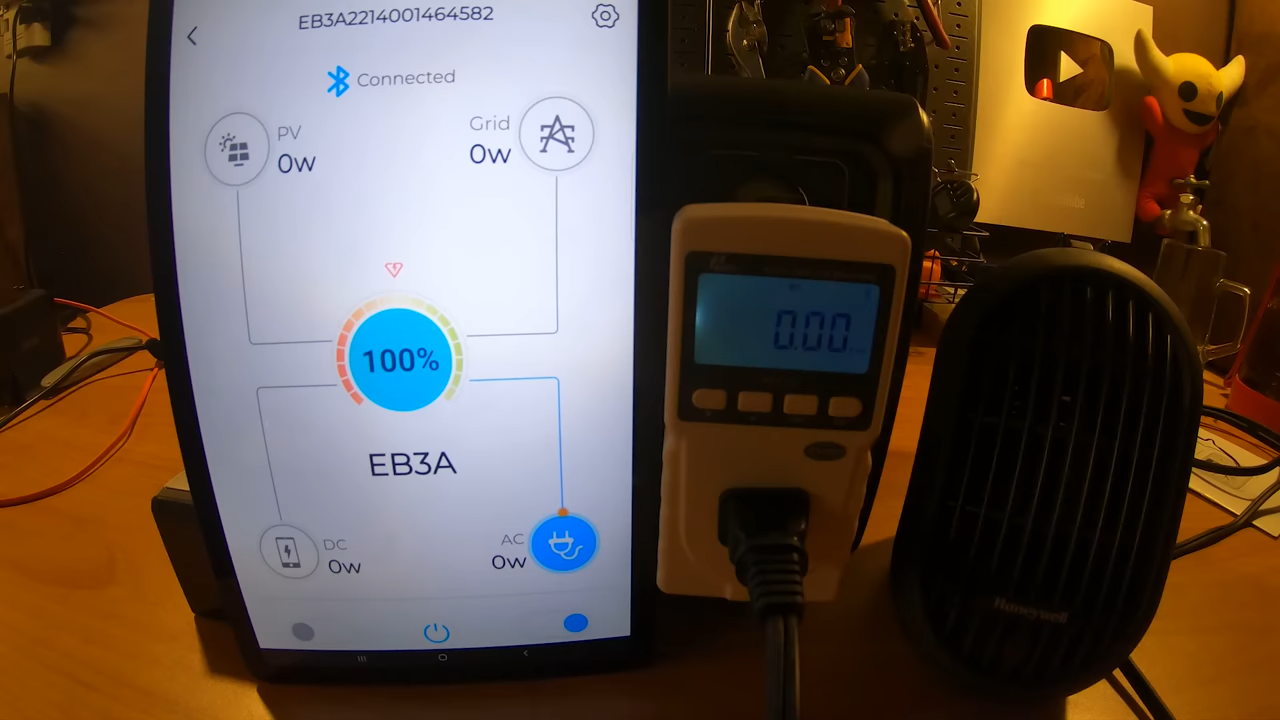 EB3A2214001464582
Connected
PV
0w
Grid
0w
100%
EB3A
DC
0w
AC
0w
0.00
Honeywell